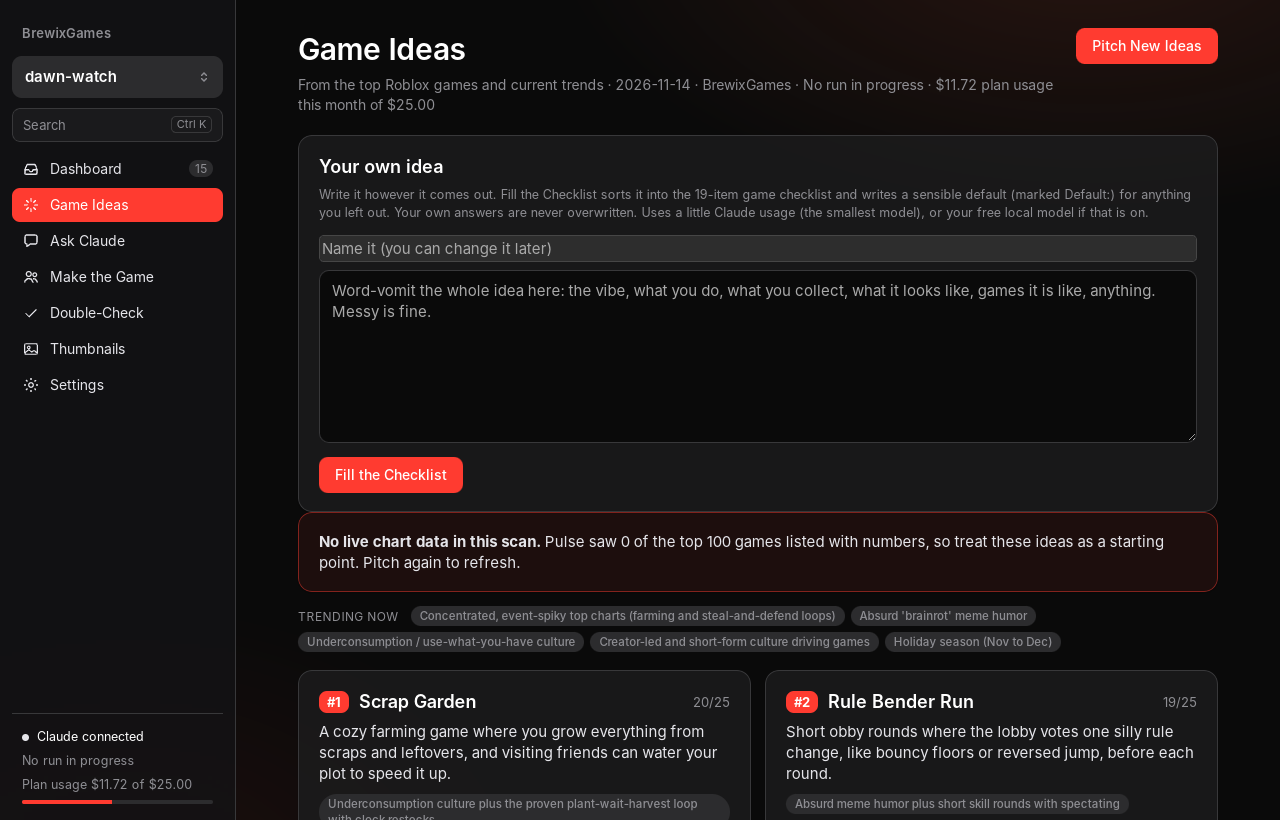 BrewixGames
dawn-watch
Search
Ctrl K
Dashboard
15
Game Ideas
Ask Claude
Make the Game
Double-Check
Thumbnails
Settings
Claude connected
No run in progress
Plan usage $11.72 of $25.00
Game Ideas
Pitch New Ideas
From the top Roblox games and current trends · 2026-11-14 · BrewixGames · No run in progress · $11.72 plan usage
this month of $25.00
Your own idea
Write it however it comes out. Fill the Checklist sorts it into the 19-item game checklist and writes a sensible default (marked Default:) for anything
you left out. Your own answers are never overwritten. Uses a little Claude usage (the smallest model), or your free local model if that is on.
Name it (you can change it later)
Word-vomit the whole idea here: the vibe, what you do, what you collect, what it looks like, games it is like, anything.
Messy is fine.
Fill the Checklist
No live chart data in this scan. Pulse saw 0 of the top 100 games listed with numbers, so treat these ideas as a starting
point. Pitch again to refresh.
TRENDING NOW
Concentrated, event-spiky top charts (farming and steal-and-defend loops)
Absurd 'brainrot' meme humor
Underconsumption / use-what-you-have culture
Creator-led and short-form culture driving games
Holiday season (Nov to Dec)
#1 Scrap Garden 20/25
A cozy farming game where you grow everything from
scraps and leftovers, and visiting friends can water your
plot to speed it up.
Underconsumption culture plus the proven plant-wait-harvest loop
with clock restocks
#2 Rule Bender Run 19/25
Short obby rounds where the lobby votes one silly rule
change, like bouncy floors or reversed jump, before each
round.
Absurd meme humor plus short skill rounds with spectating